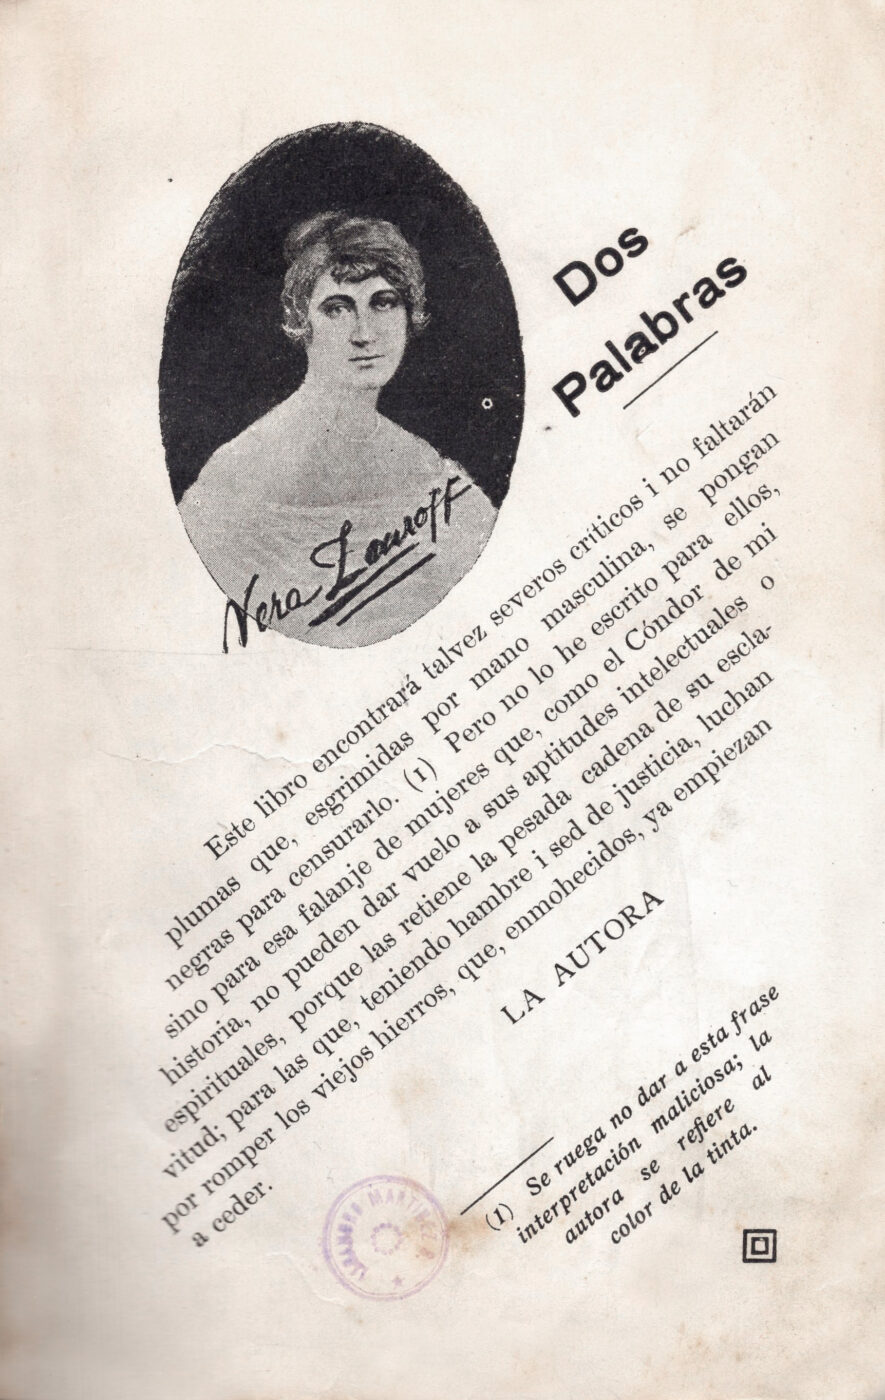 Dos
Palabras
Vera Zouroff
Este libro encontrará talvez severos críticos i no faltarán
plumas que, esgrimidas por mano masculina, se pongan
negras para censurarlo. (1) Pero no lo he escrito para ellos,
sino para esa falanje de mujeres que, como el Cóndor de mi
historia, no pueden dar vuelo a sus aptitudes intelectuales o
espirituales, porque las retiene la pesada cadena de su escla-
vitud; para las que, teniendo hambre i sed de justicia, luchan
por romper los viejos hierros, que, enmohecidos, ya empiezan
a ceder.
LA AUTORA
(1) Se ruega no dar a esta frase
interpretación maliciosa; la
autora se refiere al
color de la tinta.